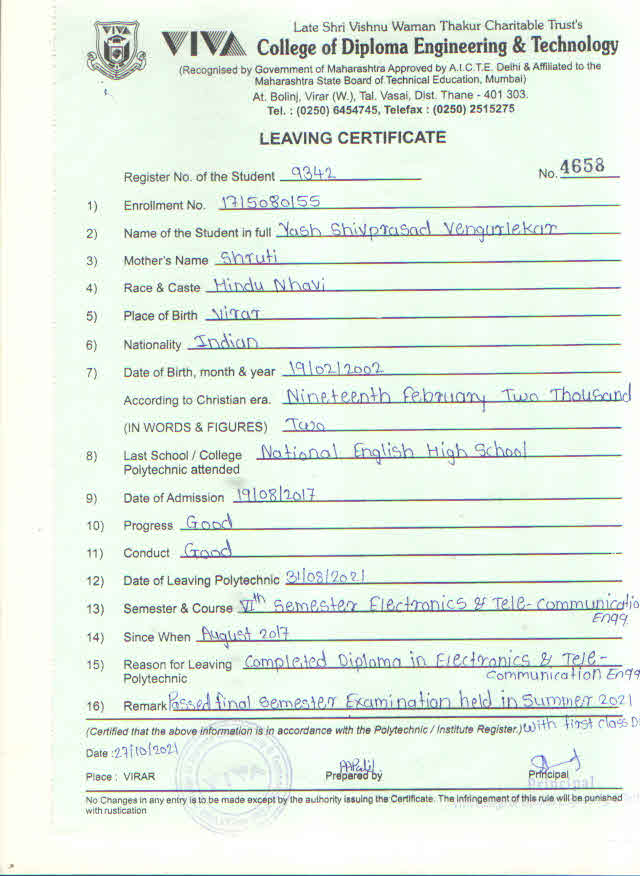 Late Shri Vishnu Waman Thakur Charitable Trust's
VIVA College of Diploma Engineering & Technology
(Recognised by Government of Maharashtra Approved by A.I.C.T.E. Delhi & Affiliated to the
Maharashtra State Board of Technical Education, Mumbai)
At. Bolinj, Virar (W.), Tal. Vasai, Dist. Thane - 401 303.
Tel. : (0250) 6454745, Telefax : (0250) 2515275
LEAVING CERTIFICATE
Register No. of the Student 9342 No. 4658
1) Enrollment No. 1715080155
2) Name of the Student in full Yash Shivprasad Vengurlekar
3) Mother's Name Shruti
4) Race & Caste Hindu Nhavi
5) Place of Birth Virar
6) Nationality Indian
7) Date of Birth, month & year 19/02/2002
According to Christian era. Nineteenth February Two Thousand
(IN WORDS & FIGURES) Two
8) Last School / College National English High School
Polytechnic attended
9) Date of Admission 19/08/2017
10) Progress Good
11) Conduct Good
12) Date of Leaving Polytechnic 31/08/2021
13) Semester & Course VIth Semester Electronics & Tele-communicatio
Engg.
14) Since When August 2017
15) Reason for Leaving Completed Diploma in Electronics & Tele-
Polytechnic Communication Engg
16) Remark Passed final semester Examination held in Summer 2021
(Certified that the above information is in accordance with the Polytechnic / Institute Register.) with first class D
Date :27/10/2021
Place : VIRAR Prepared by Principal
Principal
No Changes in any entry is to be made except by the authority issuing the Certificate. The infringement of this rule will be punished
with rustication
VIVA